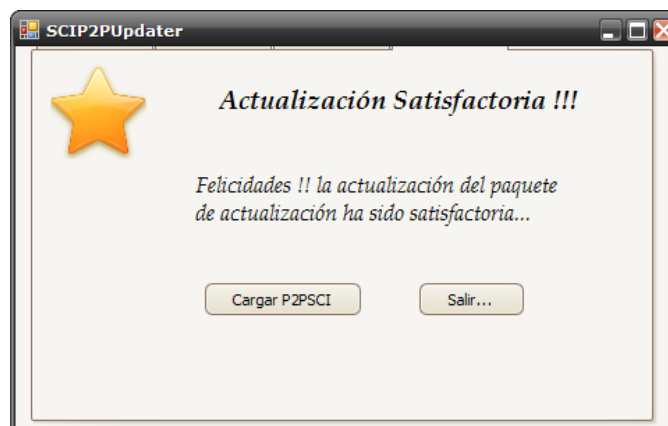 SCIP2PUpdater
Actualización Satisfactoria !!!
Felicidades !! la actualización del paquete
de actualización ha sido satisfactoria...
Cargar P2PSCI
Salir...